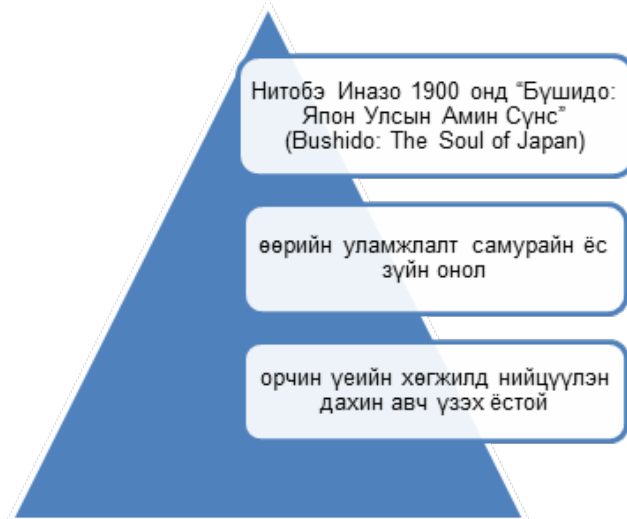 Нитобэ Иназо 1900 онд “Бүшидо:
Япон Улсын Амин Сүнс”
(Bushido: The Soul of Japan)
өөрийн уламжлалт самурайн ёс
зүйн онол
орчин үеийн хөгжилд нийцүүлэн
дахин авч үзэх ёстой